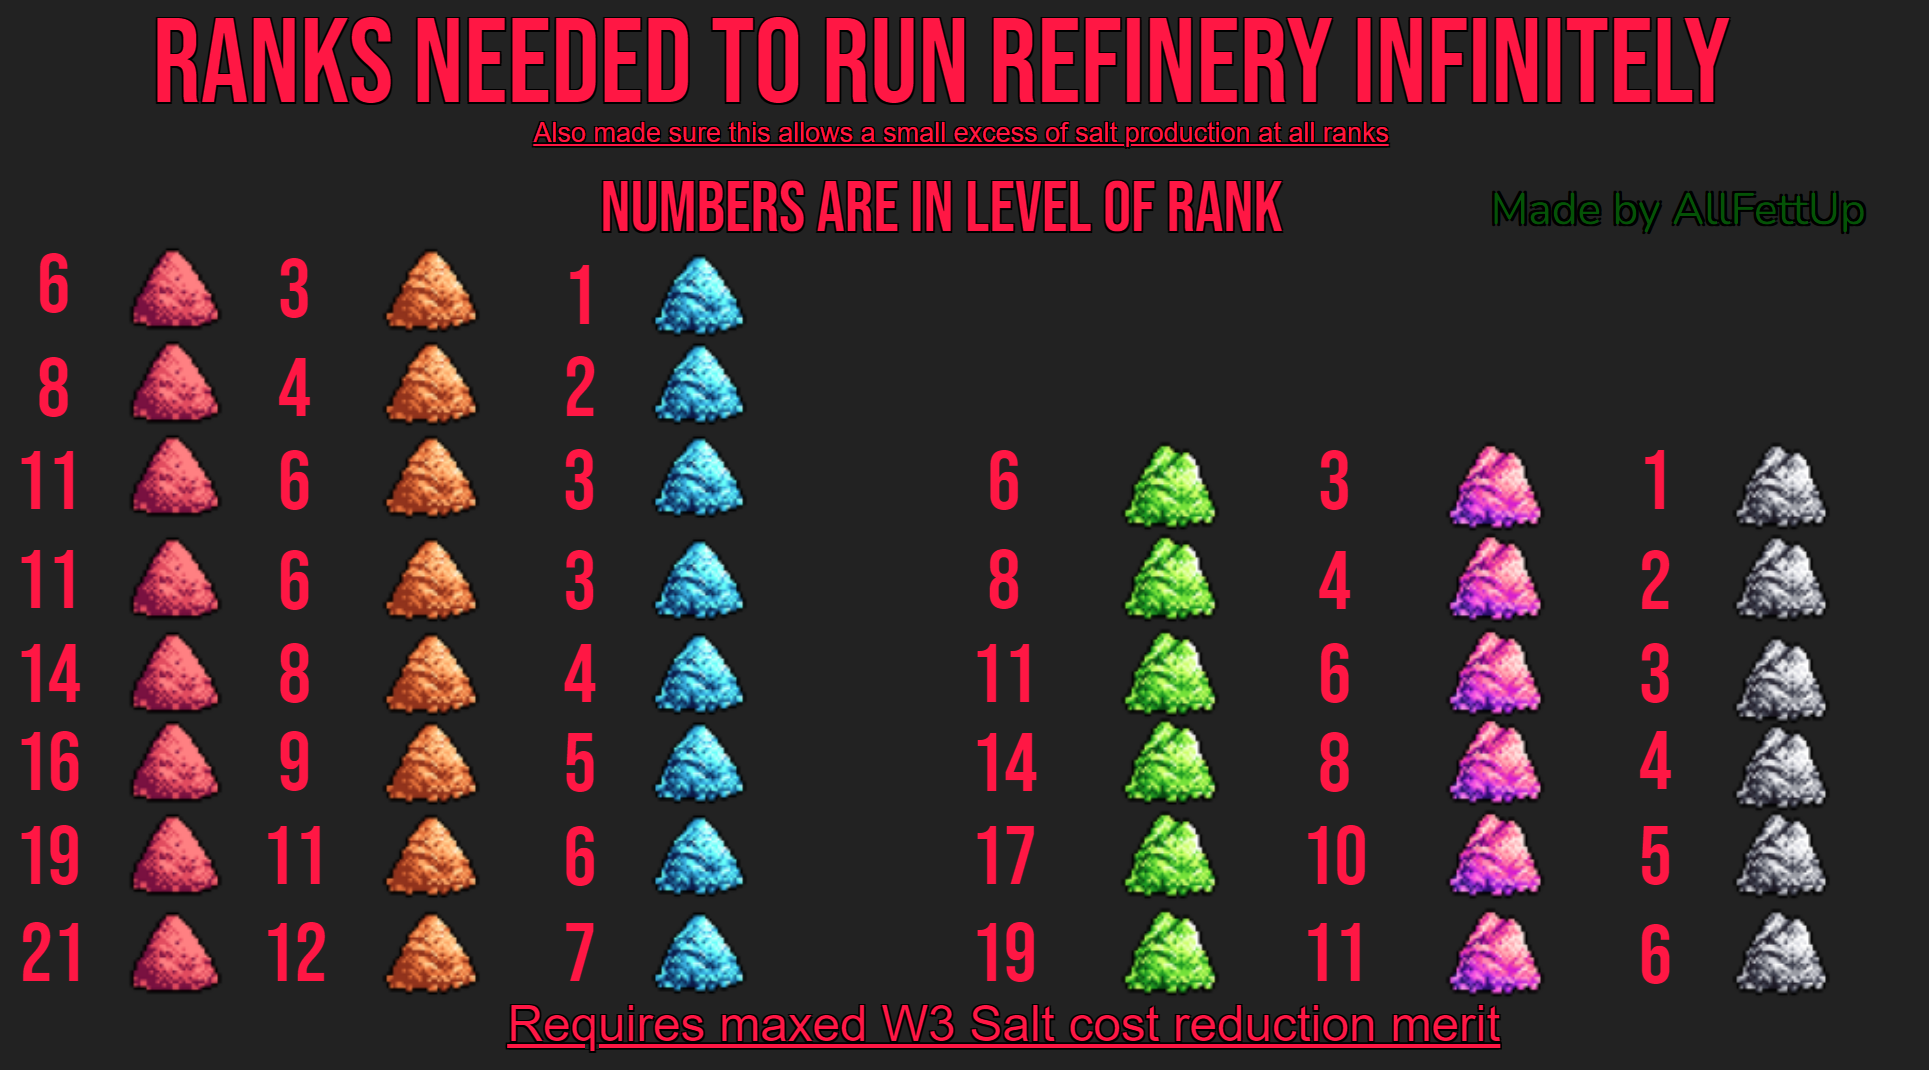 RANKS NEEDED TO RUN REFINERY INFINITELY
Also made sure this allows a small excess of salt production at all ranks
NUMBERS ARE IN LEVEL OF RANK
Made by AllFettUp
6 3 1
8 4 2
11 6 3 6 3 1
11 6 3 8 4 2
14 8 4 11 6 3
16 9 5 14 8 4
19 11 6 17 10 5
21 12 7 19 11 6
Requires maxed W3 Salt cost reduction merit